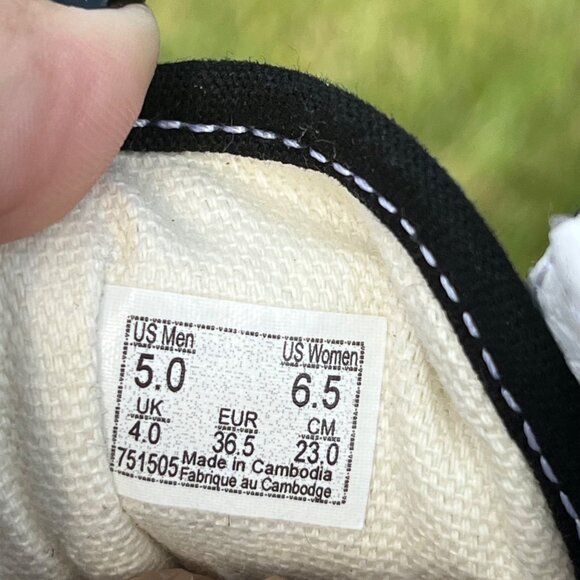 US Men US Women
5.0 6.5
UK EUR CM
4.0 36.5 23.0
751505 Made in Cambodia
Fabrique au Cambodge